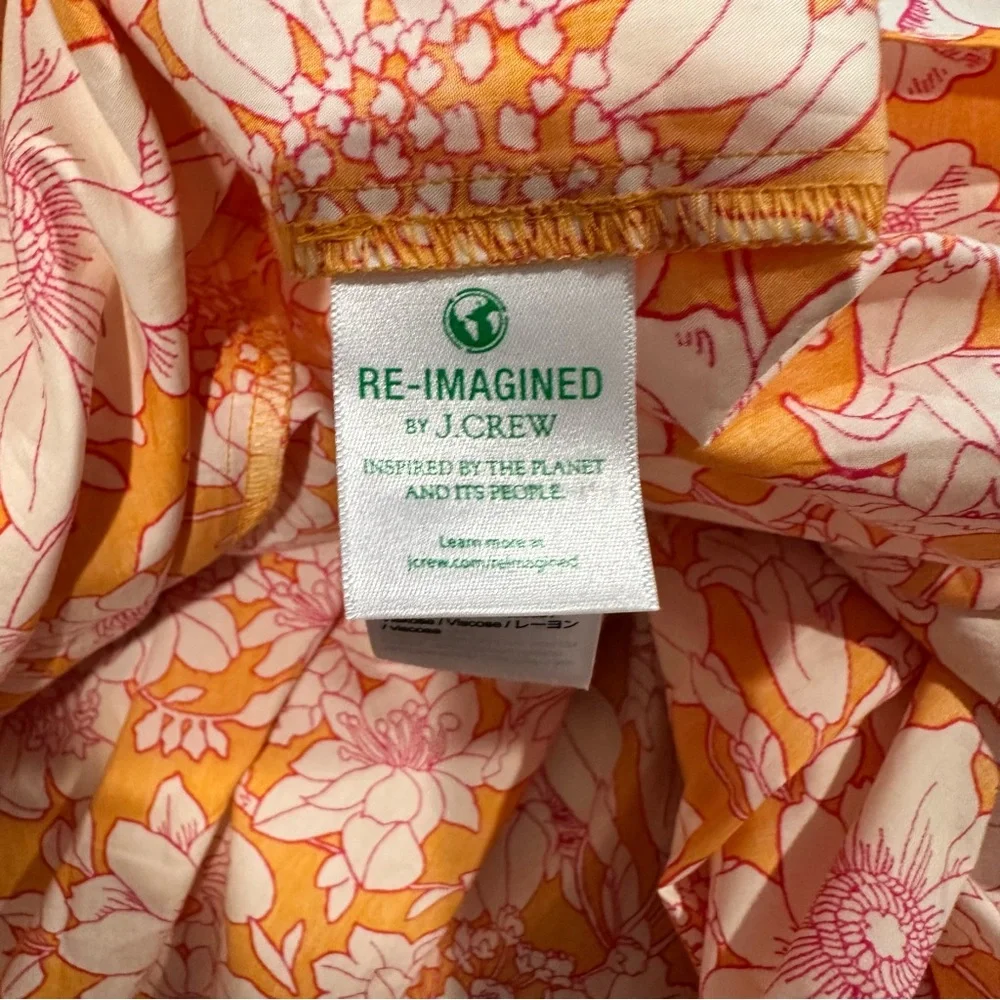 RE-IMAGINED
BY J.CREW
INSPIRED BY THE PLANET
AND ITS PEOPLE.
Learn more at
jcrew.com/reimagined
/ Viscose / Viscose / レーヨン
/ Viscose